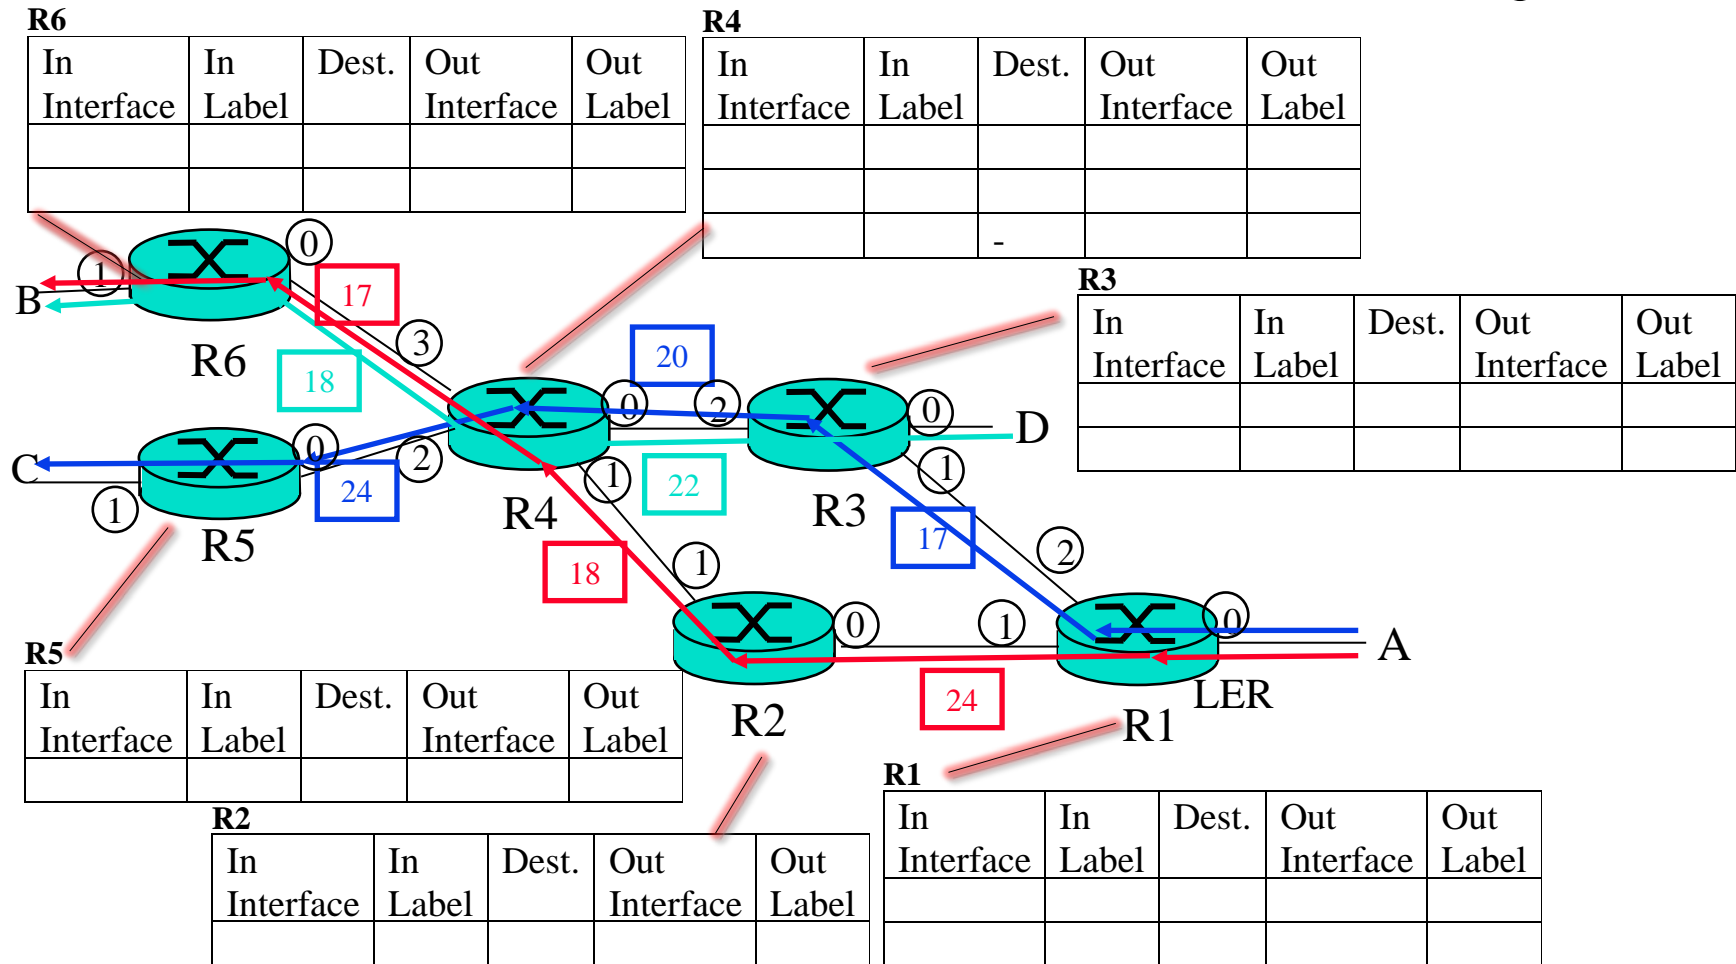 R6
In Interface In Label Dest. Out Interface Out Label
R4
In Interface In Label Dest. Out Interface Out Label
-
R3
In Interface In Label Dest. Out Interface Out Label
0
1
17
B
R6
3
18
20
0
2
0
D
C
0
2
1
24
R5
R4
1
22
R3
1
17
18
1
2
0
1
0
A
24
LER
R2
R1
R5
In Interface In Label Dest. Out Interface Out Label
R2
In Interface In Label Dest. Out Interface Out Label
R1
In Interface In Label Dest. Out Interface Out Label